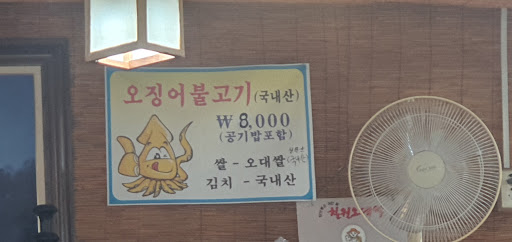 오징어불고기(국내산)
₩ 8,000
(공기밥포함)
쌀 - 오대쌀
김치 - 국내산